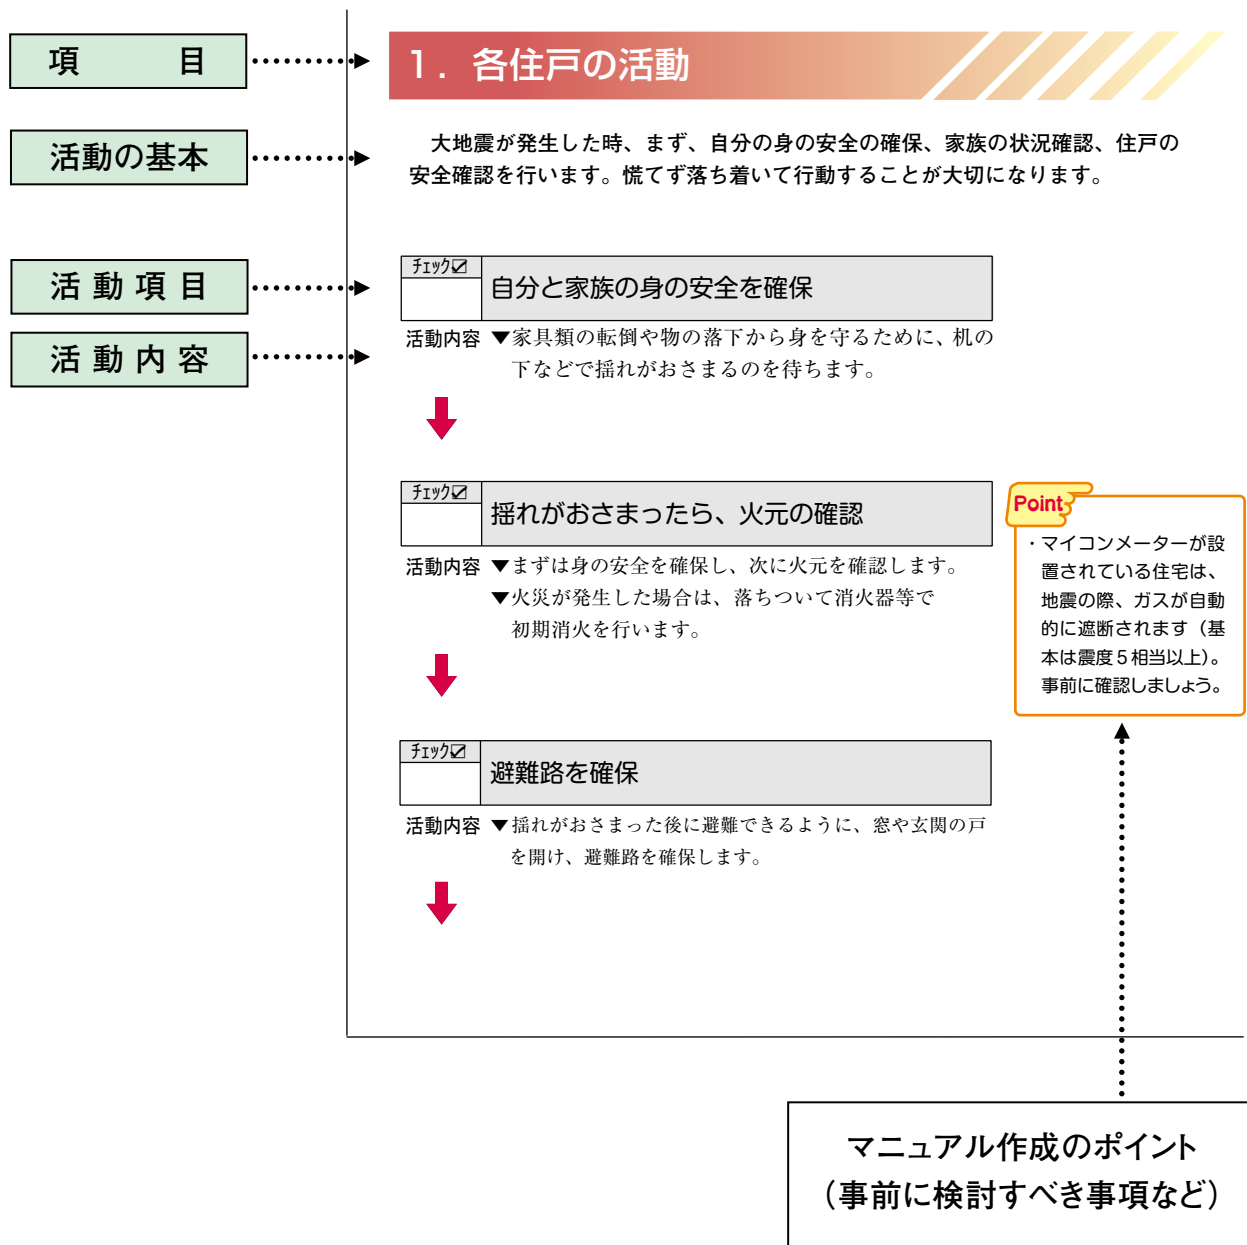 項　目
1．各住戸の活動
活動の基本
大地震が発生した時、まず、自分の身の安全の確保、家族の状況確認、住戸の
安全確認を行います。慌てず落ち着いて行動することが大切になります。
活動項目
チェック☑
自分と家族の身の安全を確保
活動内容
活動内容 ▼家具類の転倒や物の落下から身を守るために、机の
下などで揺れがおさまるのを待ちます。
チェック☑
揺れがおさまったら、火元の確認
活動内容 ▼まずは身の安全を確保し、次に火元を確認します。
▼火災が発生した場合は、落ちついて消火器等で
初期消火を行います。
Point
・マイコンメーターが設
置されている住宅は、
地震の際、ガスが自動
的に遮断されます（基
本は震度5相当以上）。
事前に確認しましょう。
チェック☑
避難路を確保
活動内容 ▼揺れがおさまった後に避難できるように、窓や玄関の戸
を開け、避難路を確保します。
マニュアル作成のポイント
（事前に検討すべき事項など）